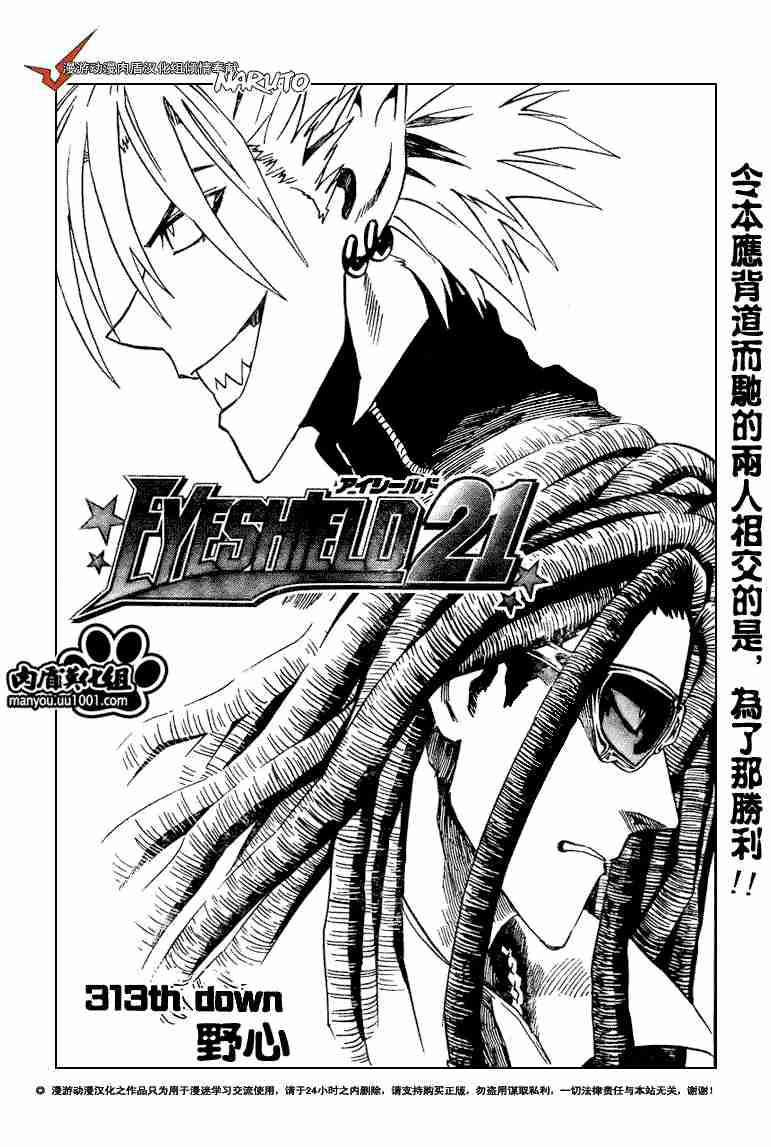 漫游动漫肉盾汉化组倾情奉献
NARUTO
令本應背道而馳的兩人相交的是，為了那勝利!!
アイシールド
EYESHIELD 21
肉盾漢化组
manyou.uu1001.com
313th down
野心
漫游动漫汉化之作品只为用于漫迷学习交流使用，请于24小时之内删除，请支持购买正版，勿盗用谋取私利，一切法律责任与本站无关，谢谢！